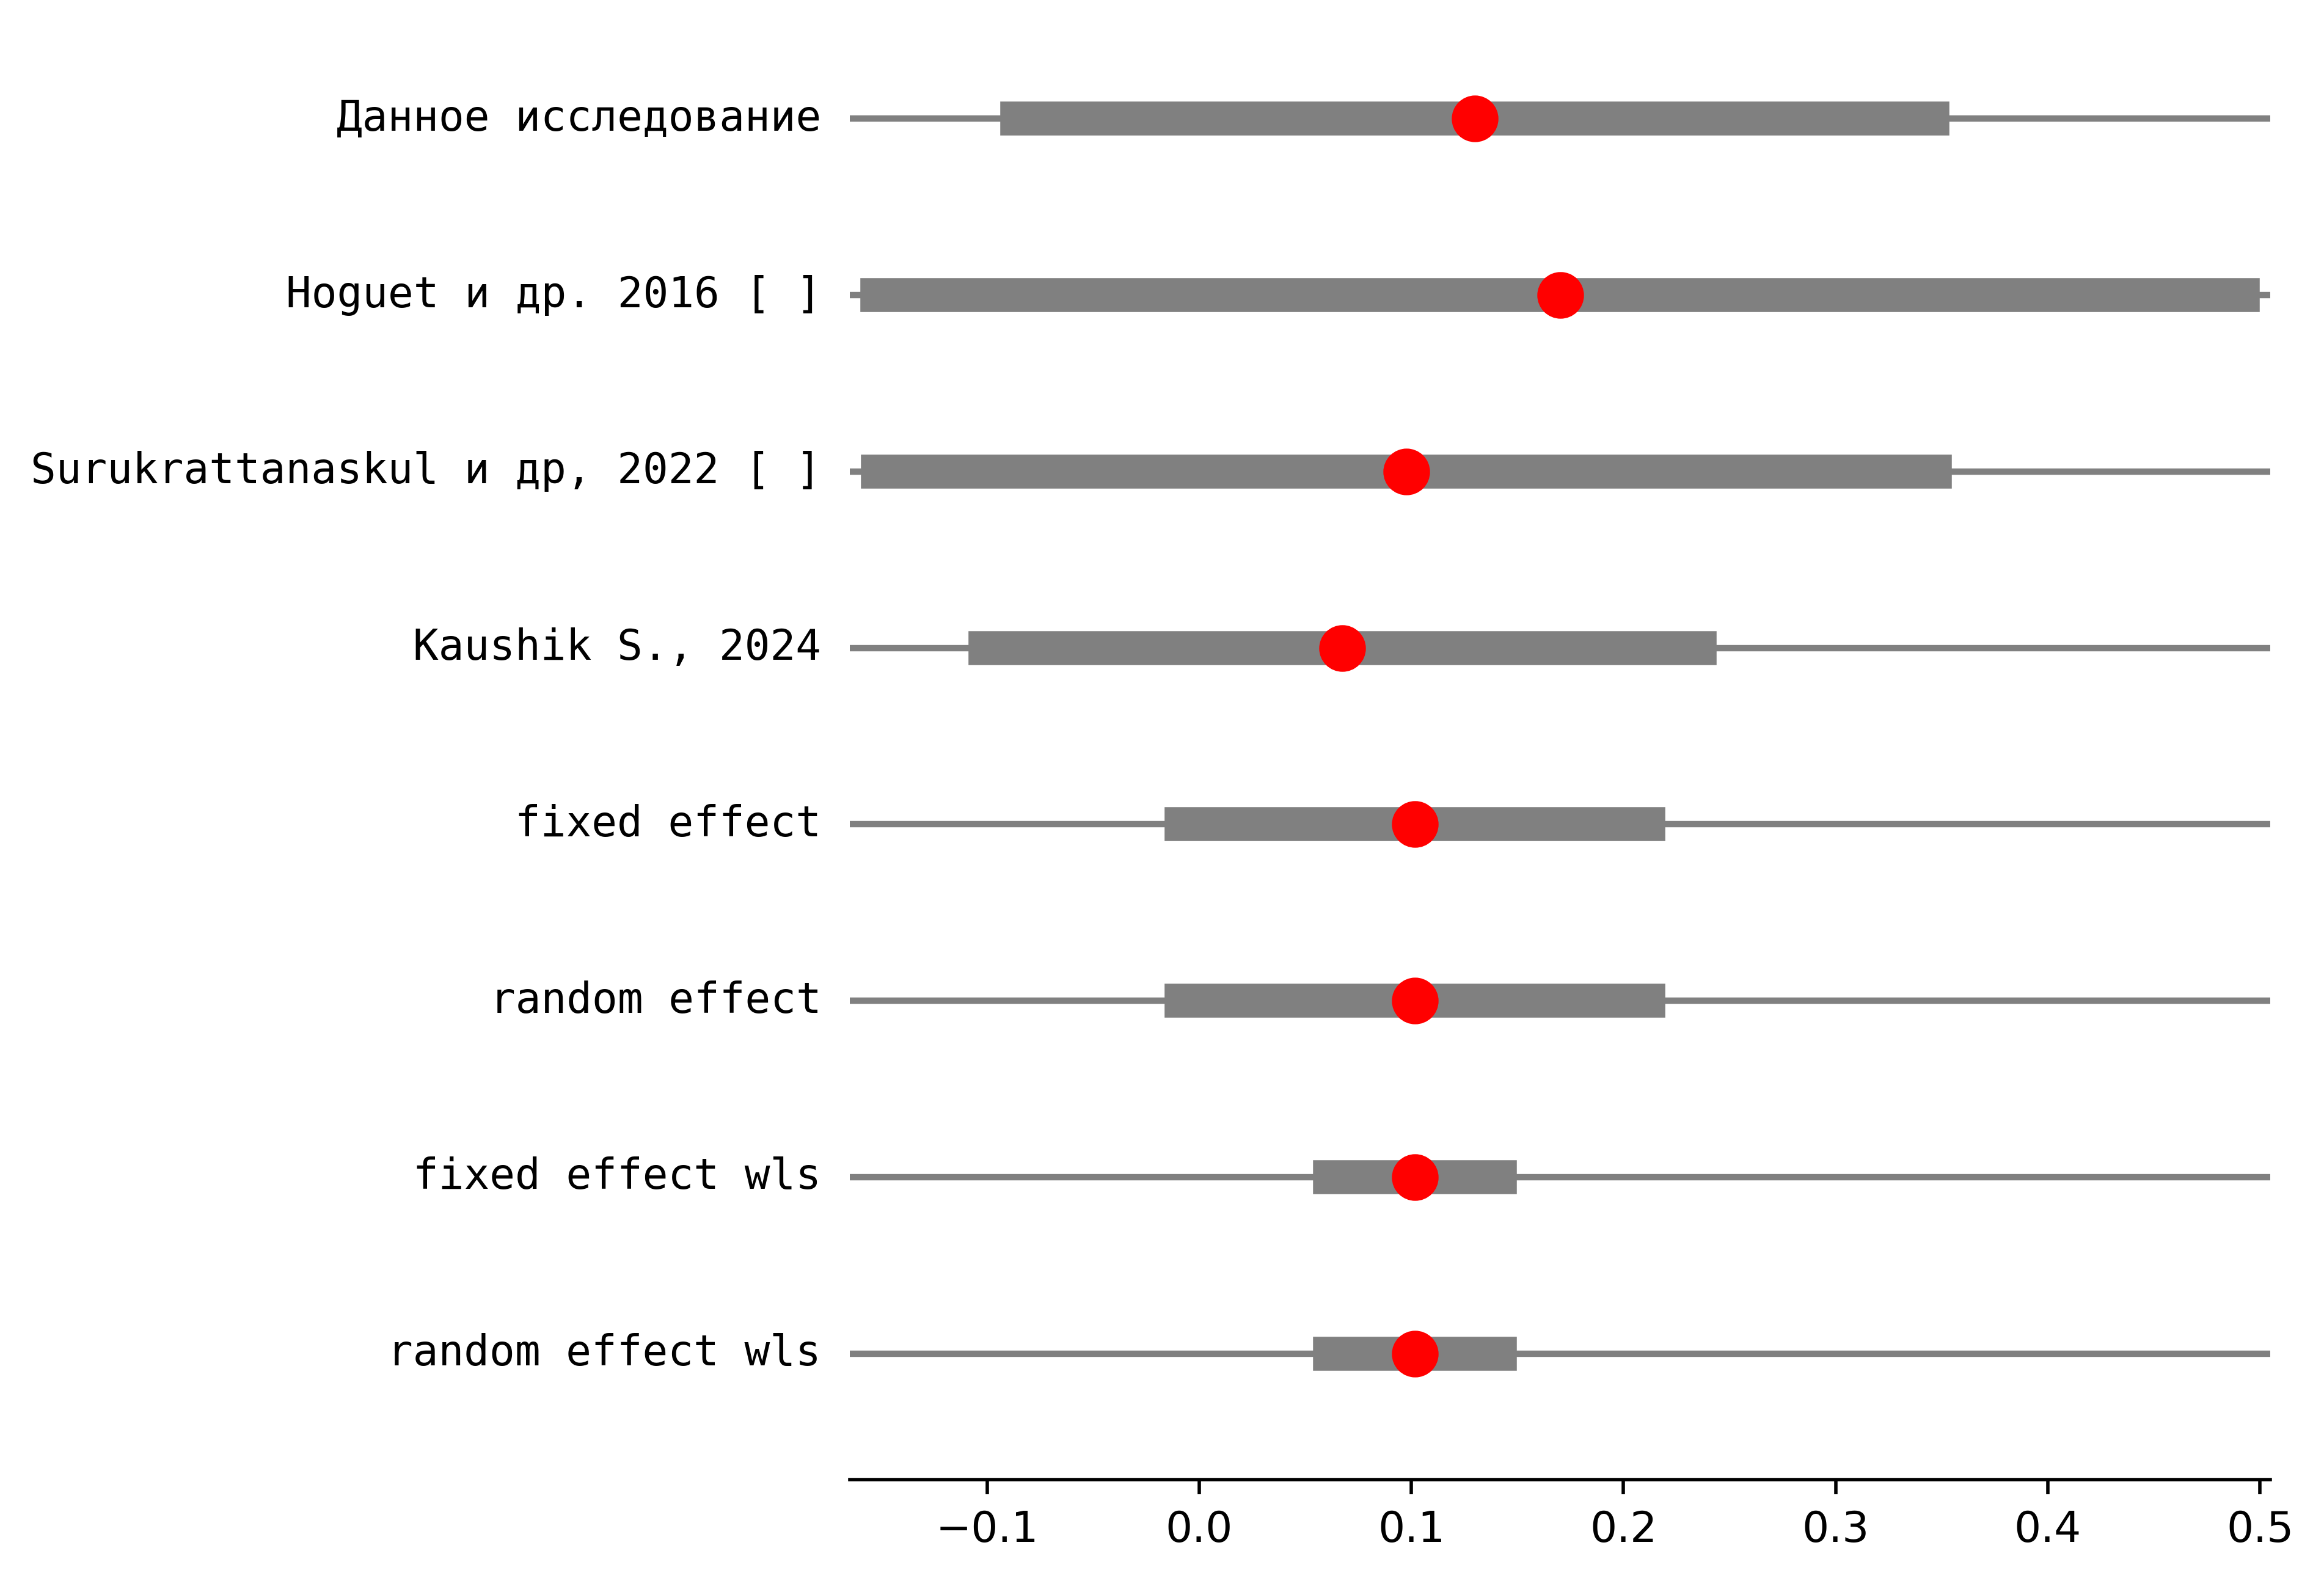 Данное исследование
Hoguet и др. 2016 [ ]
Surukrattanaskul и др, 2022 [ ]
Kaushik S., 2024
fixed effect
random effect
fixed effect wls
random effect wls
−0.1 0.0 0.1 0.2 0.3 0.4 0.5